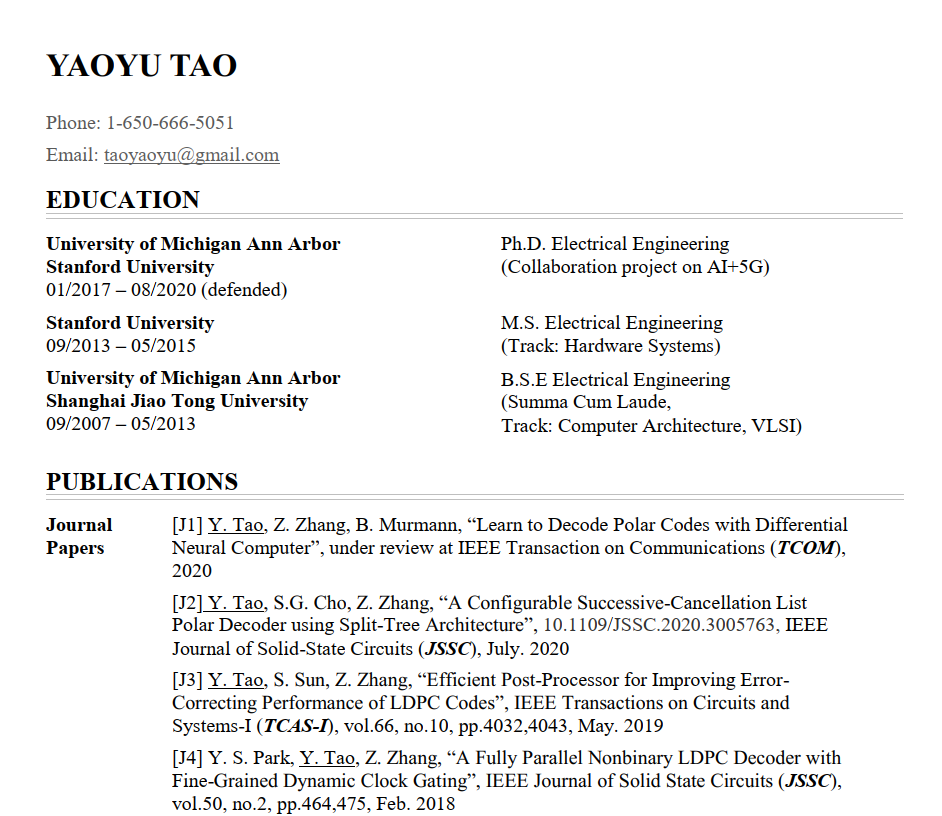 YAOYU TAO
Phone: 1-650-666-5051
Email: taoyaoyu@gmail.com
EDUCATION
University of Michigan Ann Arbor
Stanford University
01/2017 – 08/2020 (defended)
Ph.D. Electrical Engineering
(Collaboration project on AI+5G)
Stanford University
09/2013 – 05/2015
M.S. Electrical Engineering
(Track: Hardware Systems)
University of Michigan Ann Arbor
Shanghai Jiao Tong University
09/2007 – 05/2013
B.S.E Electrical Engineering
(Summa Cum Laude,
Track: Computer Architecture, VLSI)
PUBLICATIONS
Journal
Papers
[J1] Y. Tao, Z. Zhang, B. Murmann, “Learn to Decode Polar Codes with Differential
Neural Computer”, under review at IEEE Transaction on Communications (TCOM),
2020
[J2] Y. Tao, S.G. Cho, Z. Zhang, “A Configurable Successive-Cancellation List
Polar Decoder using Split-Tree Architecture”, 10.1109/JSSC.2020.3005763, IEEE
Journal of Solid-State Circuits (JSSC), July. 2020
[J3] Y. Tao, S. Sun, Z. Zhang, “Efficient Post-Processor for Improving Error-
Correcting Performance of LDPC Codes”, IEEE Transactions on Circuits and
Systems-I (TCAS-I), vol.66, no.10, pp.4032,4043, May. 2019
[J4] Y. S. Park, Y. Tao, Z. Zhang, “A Fully Parallel Nonbinary LDPC Decoder with
Fine-Grained Dynamic Clock Gating”, IEEE Journal of Solid State Circuits (JSSC),
vol.50, no.2, pp.464,475, Feb. 2018